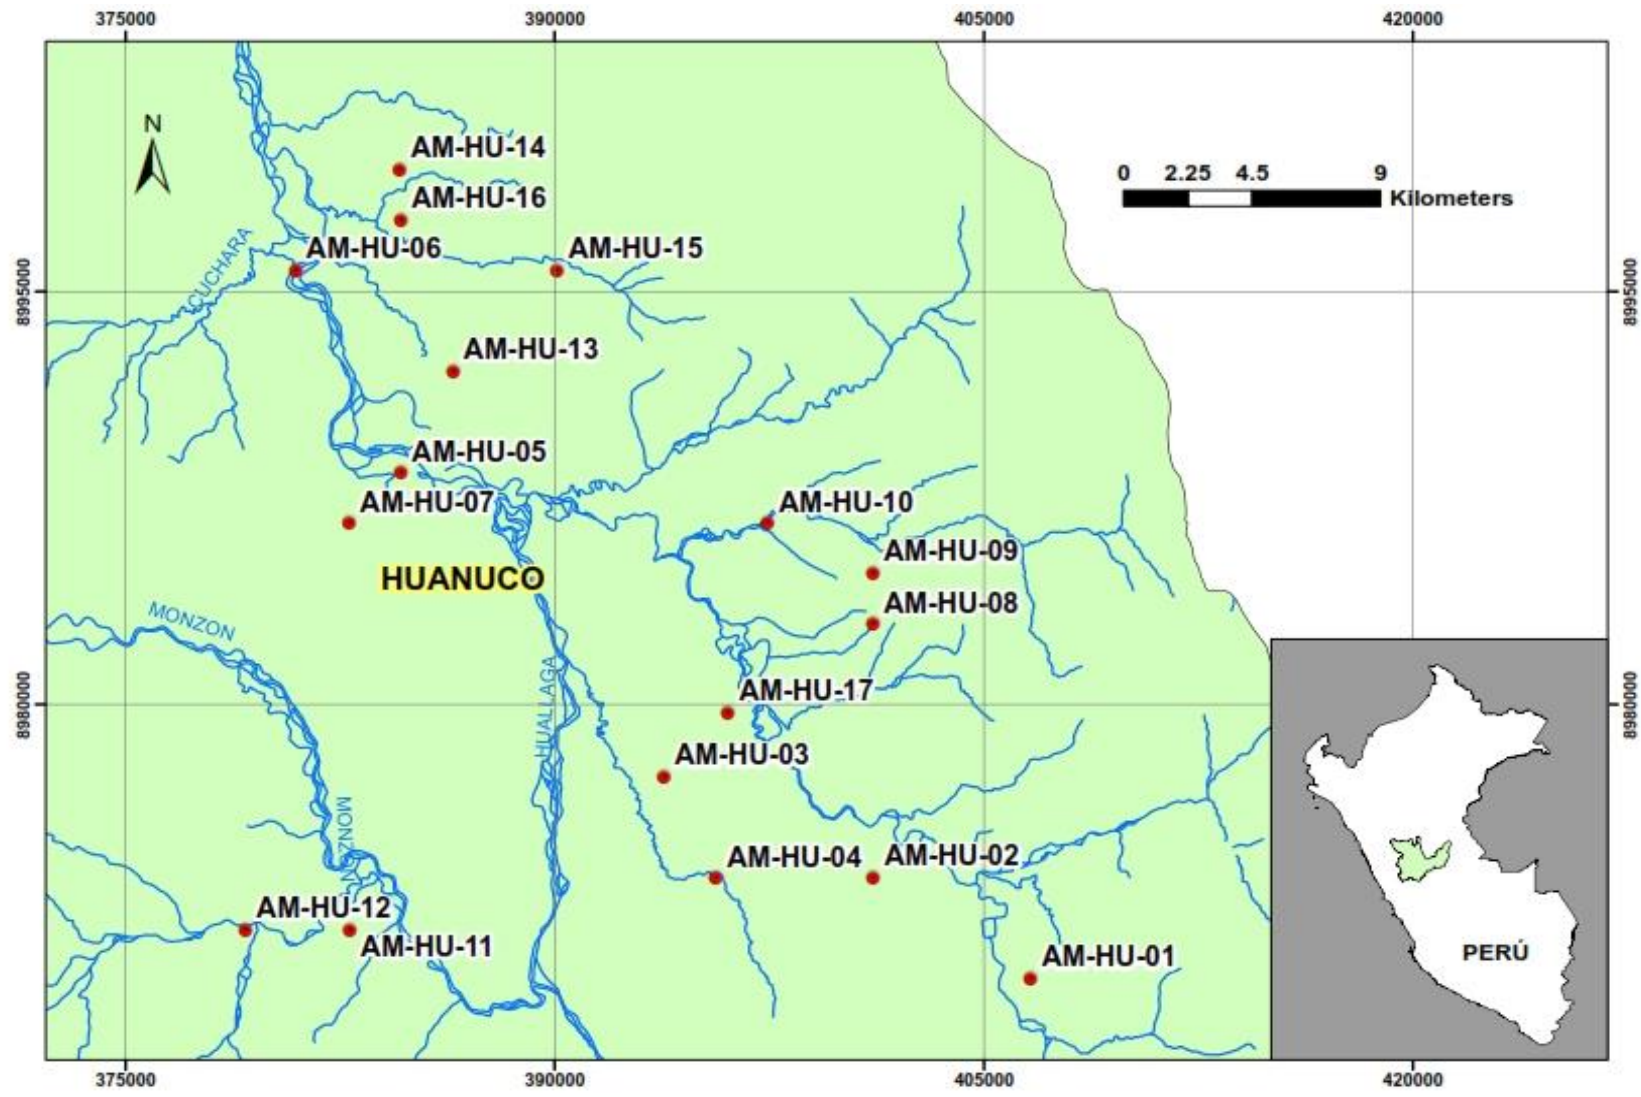 375000 390000 405000 420000
N
0 2.25 4.5 9
Kilometers
AM-HU-14
AM-HU-16
AM-HU-06
AM-HU-15
CUCHARA
8995000 8995000
AM-HU-13
AM-HU-05
AM-HU-07
AM-HU-10
AM-HU-09
HUANUCO
AM-HU-08
MONZON
HUALLAGA
AM-HU-17
8980000 8980000
AM-HU-03
MONZON
AM-HU-04
AM-HU-02
AM-HU-12
AM-HU-11
AM-HU-01
PERÚ
375000 390000 405000 420000